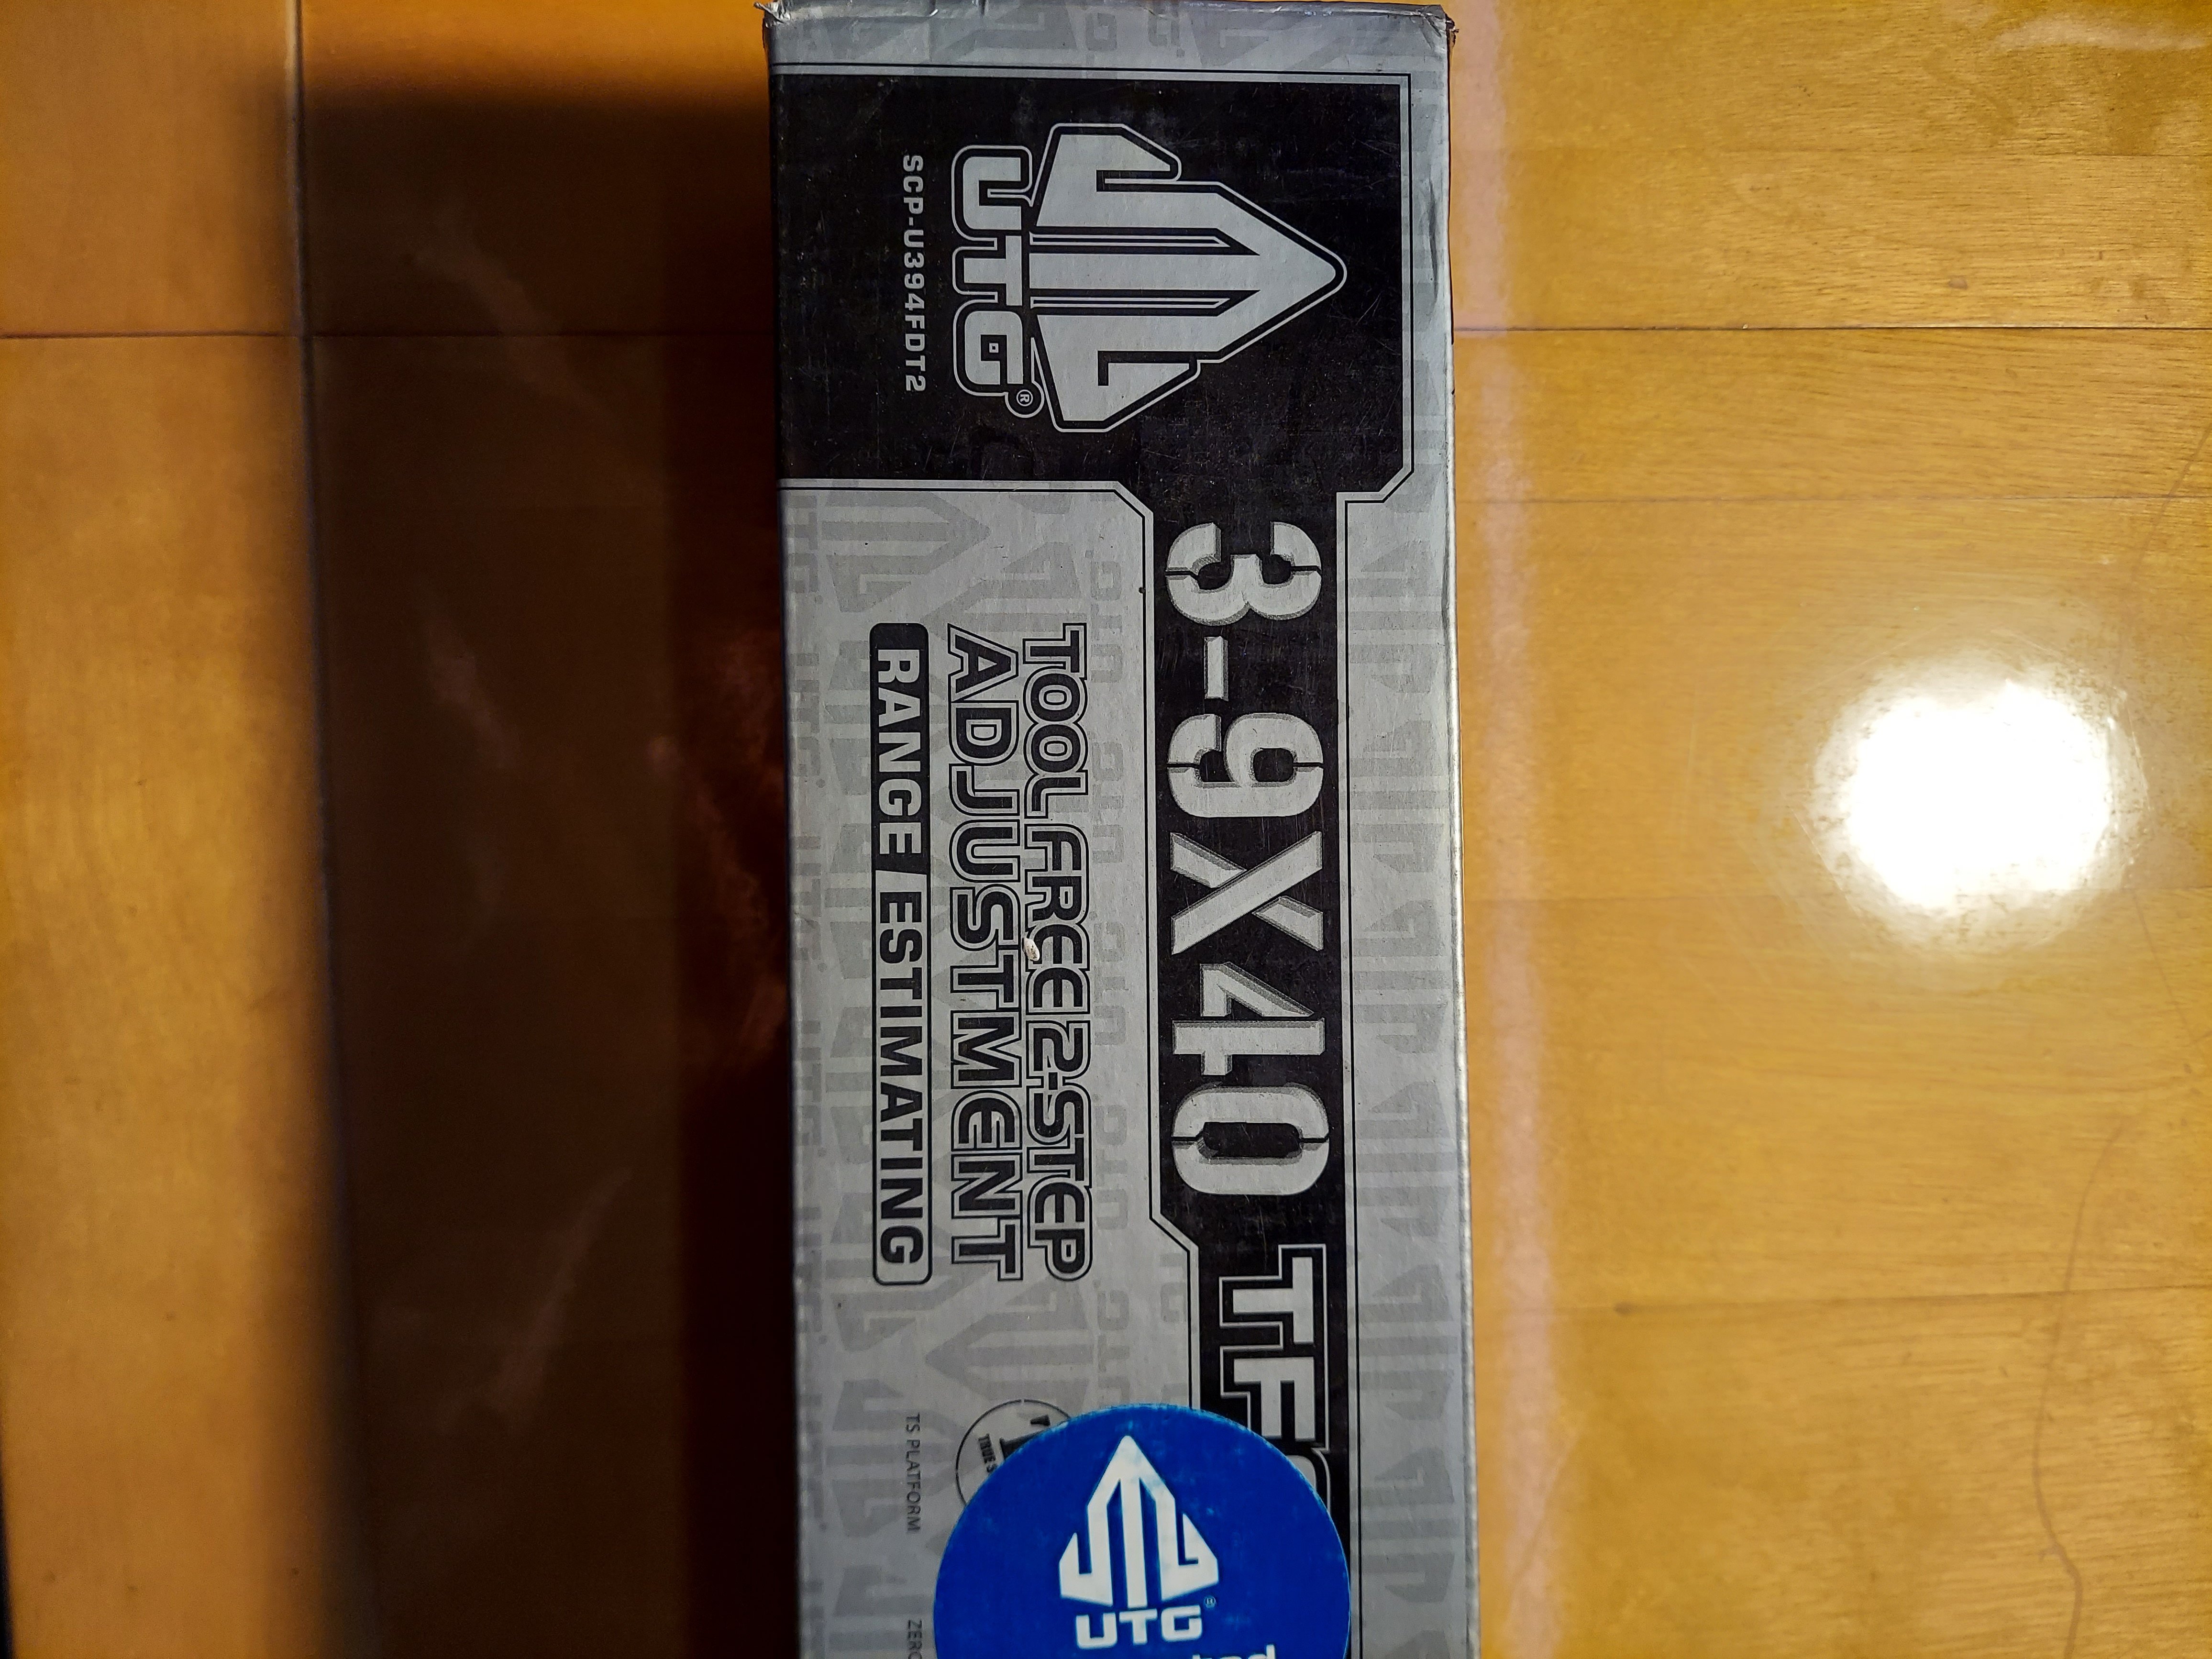 UTG®
SCP-U394FDT2
3-9X40
TOOL FREE 2-STEP
ADJUSTMENT
RANGE ESTIMATING
TS PLATFORM
UTG®